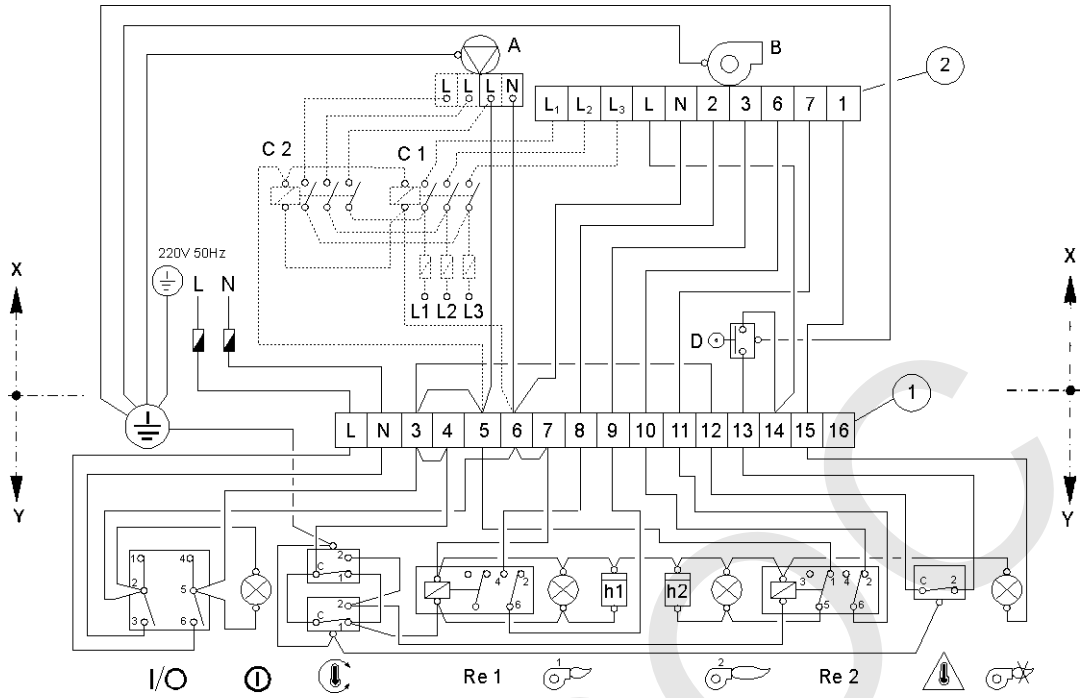 A
B
2
L L L N
L₁ L₂ L₃ L N 2 3 6 7 1
C 2
C 1
220V 50Hz
L N
L1 L2 L3
X
X
D
1
L N 3 4 5 6 7 8 9 10 11 12 13 14 15 16
Y
Y
1 4
2 5
3 6
2
C 1
2
C 1
4 2
6
h1
h2
3 1 4 2
5 6
C 2
I/O
Re 1
1
2
Re 2